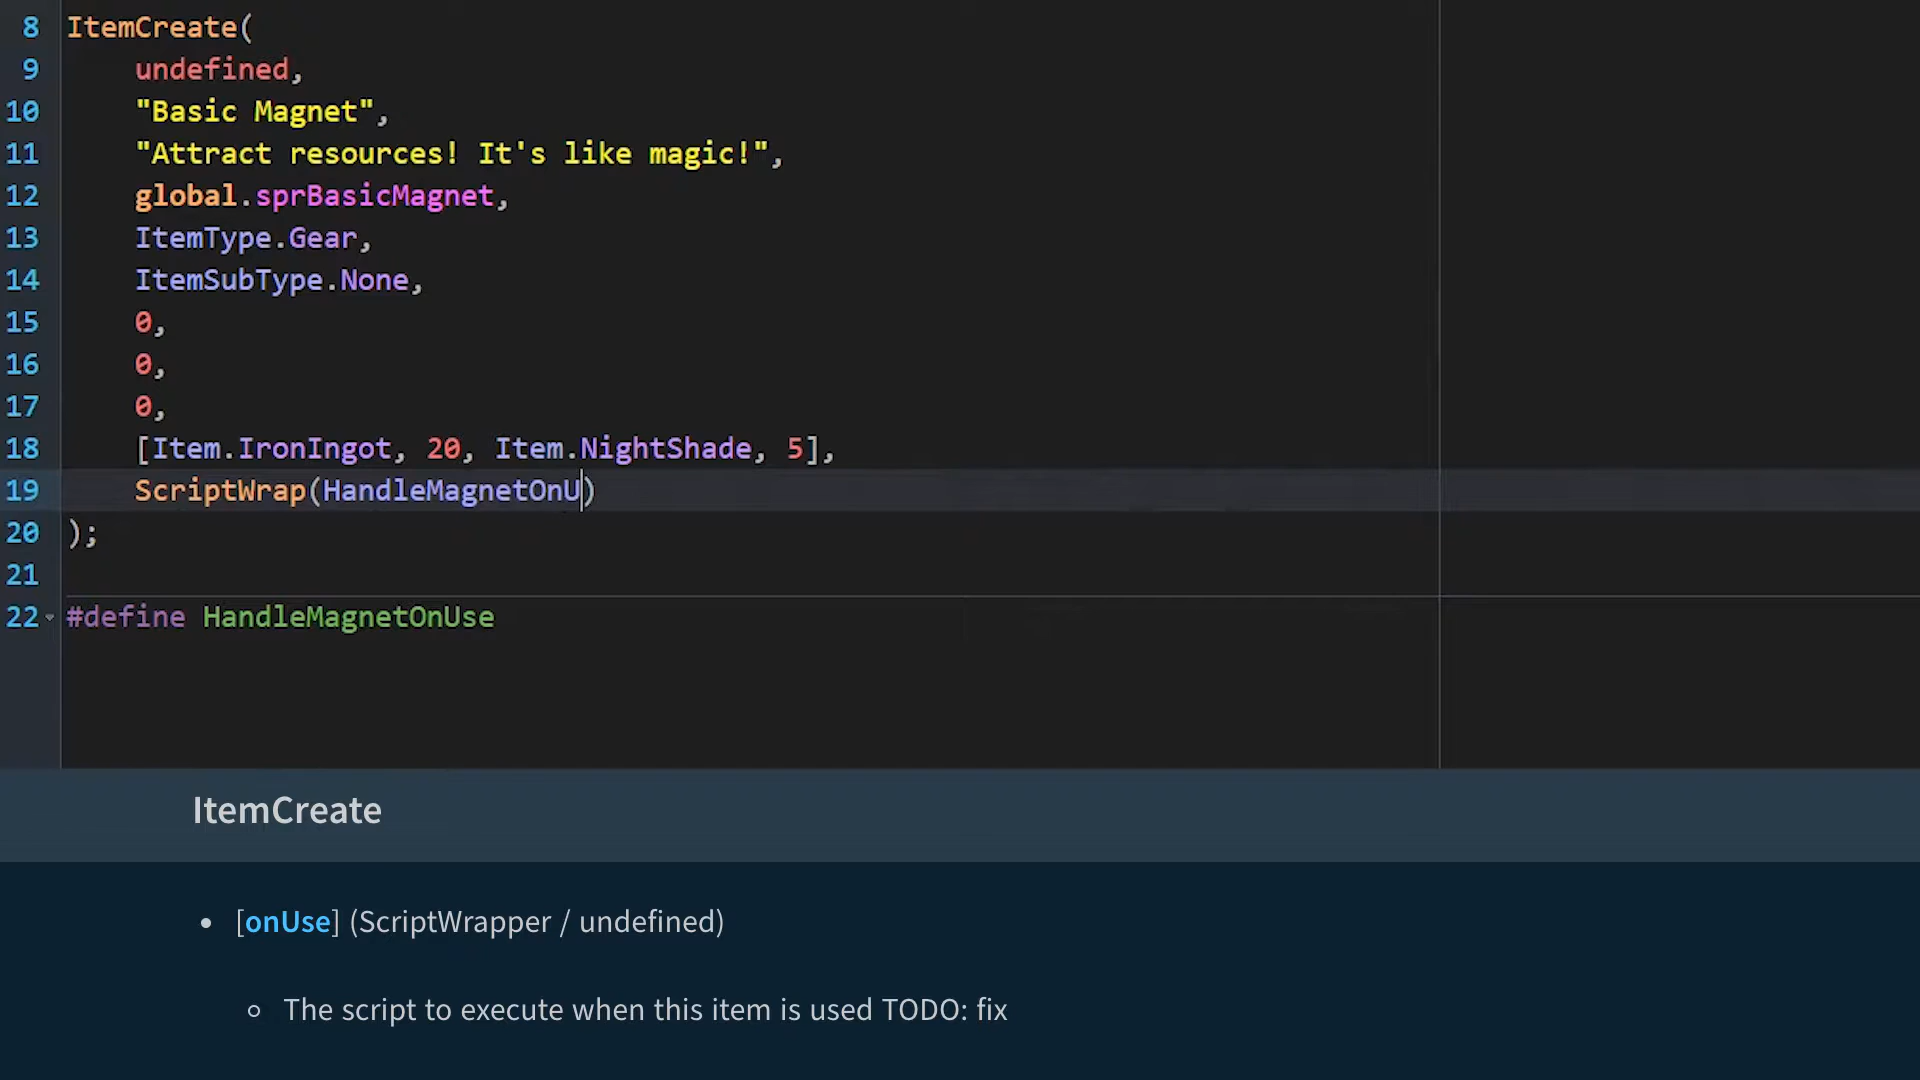 8 ItemCreate(
9 undefined,
10 "Basic Magnet",
11 "Attract resources! It's like magic!",
12 global.sprBasicMagnet,
13 ItemType.Gear,
14 ItemSubType.None,
15 0,
16 0,
17 0,
18 [Item.IronIngot, 20, Item.NightShade, 5],
19 ScriptWrap(HandleMagnetOnU)
20 );
21
22 #define HandleMagnetOnUse
ItemCreate
• [onUse] (ScriptWrapper / undefined)
○ The script to execute when this item is used TODO: fix